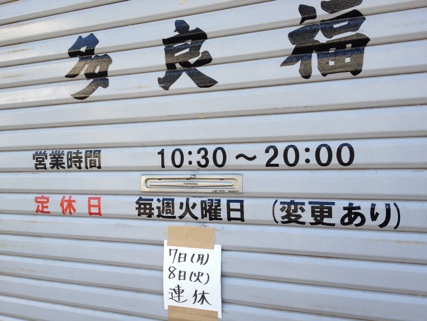 多良福
営業時間 10:30～20:00
定休日 毎週火曜日 (変更あり)
7日(月)
8日(火)
連休